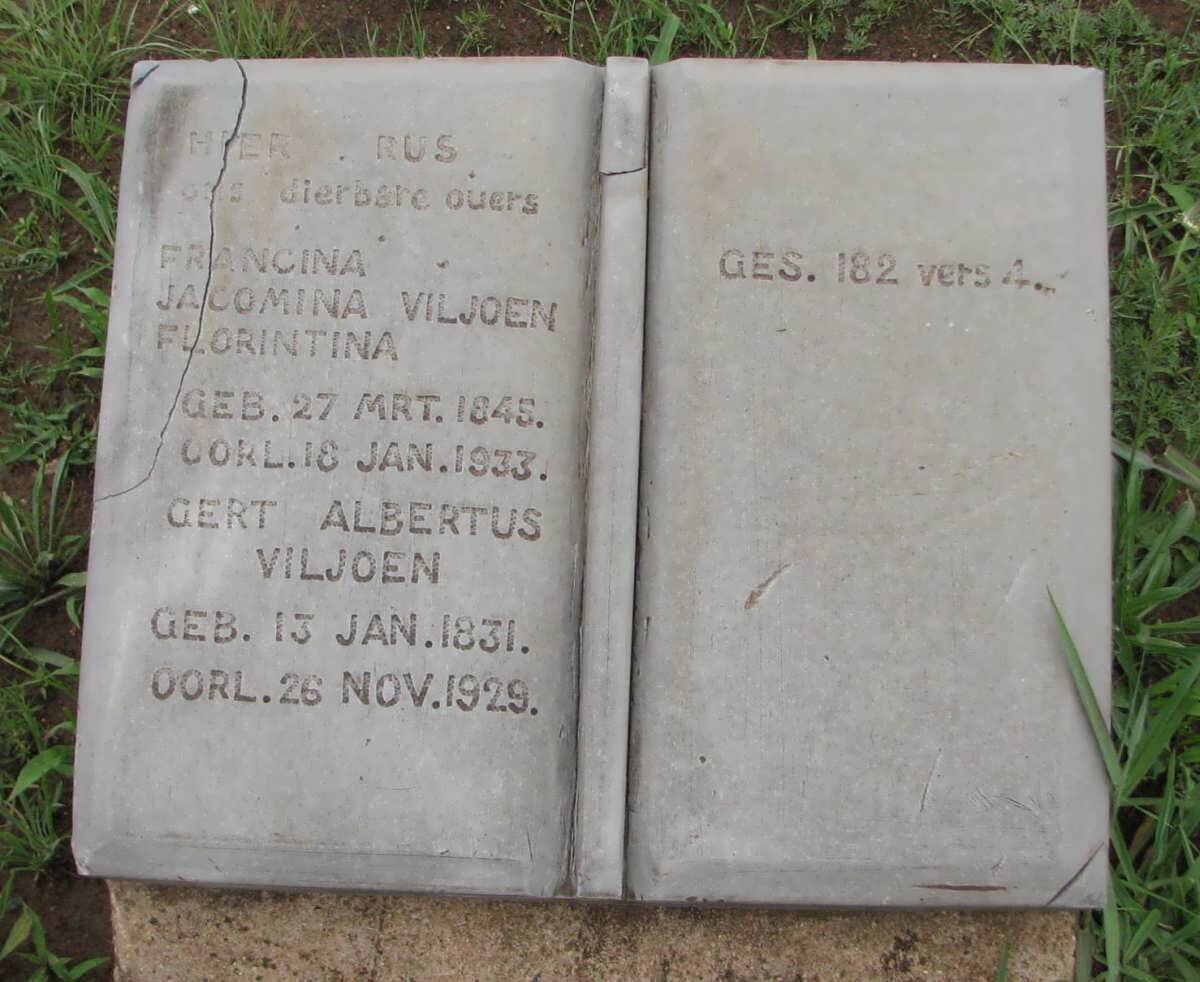 HIER RUS
ons dierbare ouers
FRANCINA
JACOMINA VILJOEN
FLORINTINA
GEB. 27 MRT. 1845.
OORL. 18 JAN. 1933.
GERT ALBERTUS
VILJOEN
GEB. 13 JAN. 1831.
OORL. 26 NOV. 1929.
GES. 182 vers 4.